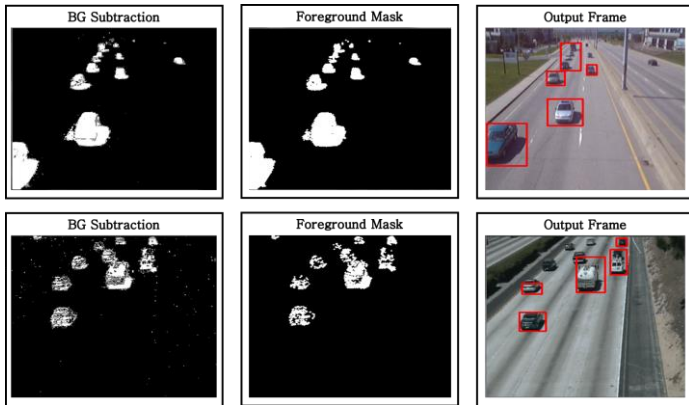 BG Subtraction
Foreground Mask
Output Frame
BG Subtraction
Foreground Mask
Output Frame